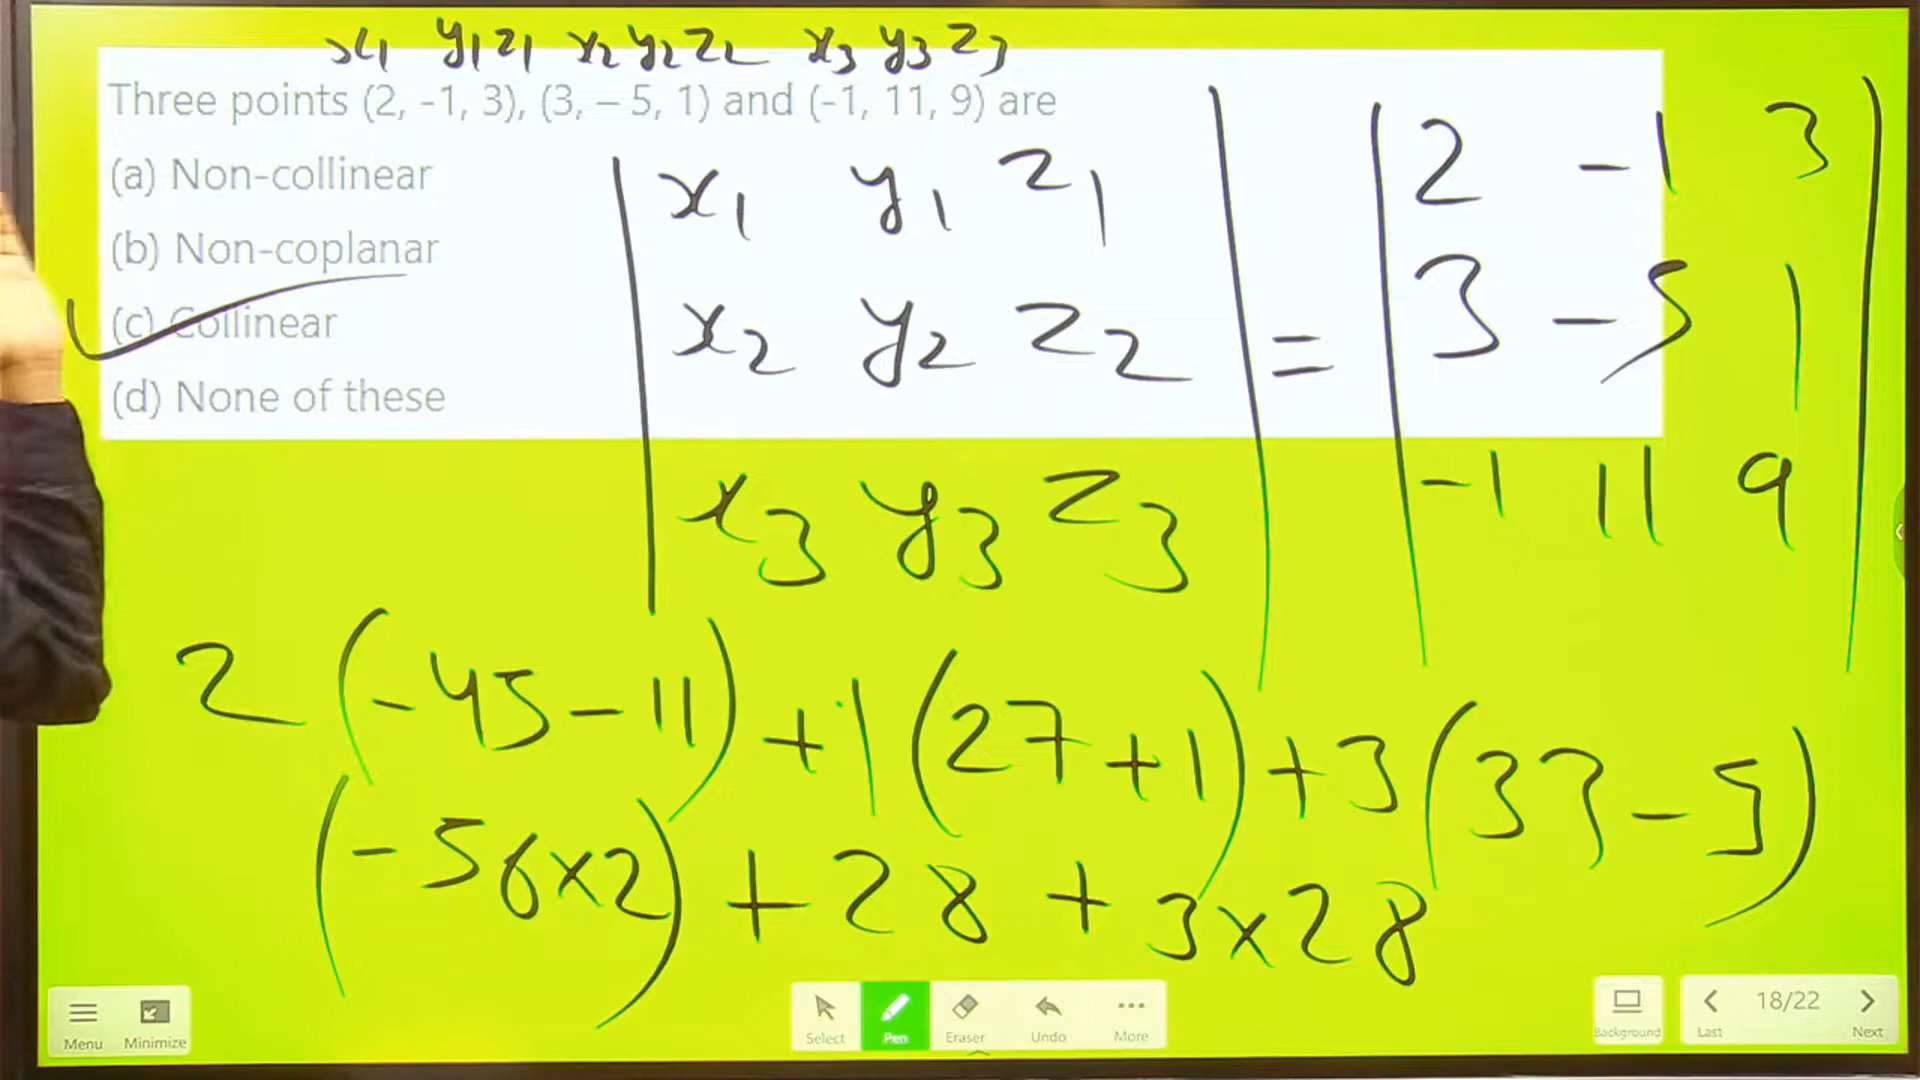 x1 y1 z1 x2 y2 z2 x3 y3 z3
Three points (2, -1, 3), (3, – 5, 1) and (-1, 11, 9) are
(a) Non-collinear
(b) Non-coplanar
(c) Collinear
(d) None of these
| x1 y1 z1 | = | 2 -1 3 |
| x2 y2 z2 | | 3 -5 1 |
| x3 y3 z3 | | -1 11 9 |
2 (-45-11) +1 (27+1) +3 (33-5)
(-56×2) + 28 + 3×28
Menu Minimize Select Pen Eraser Undo More Background Last 18/22 Next